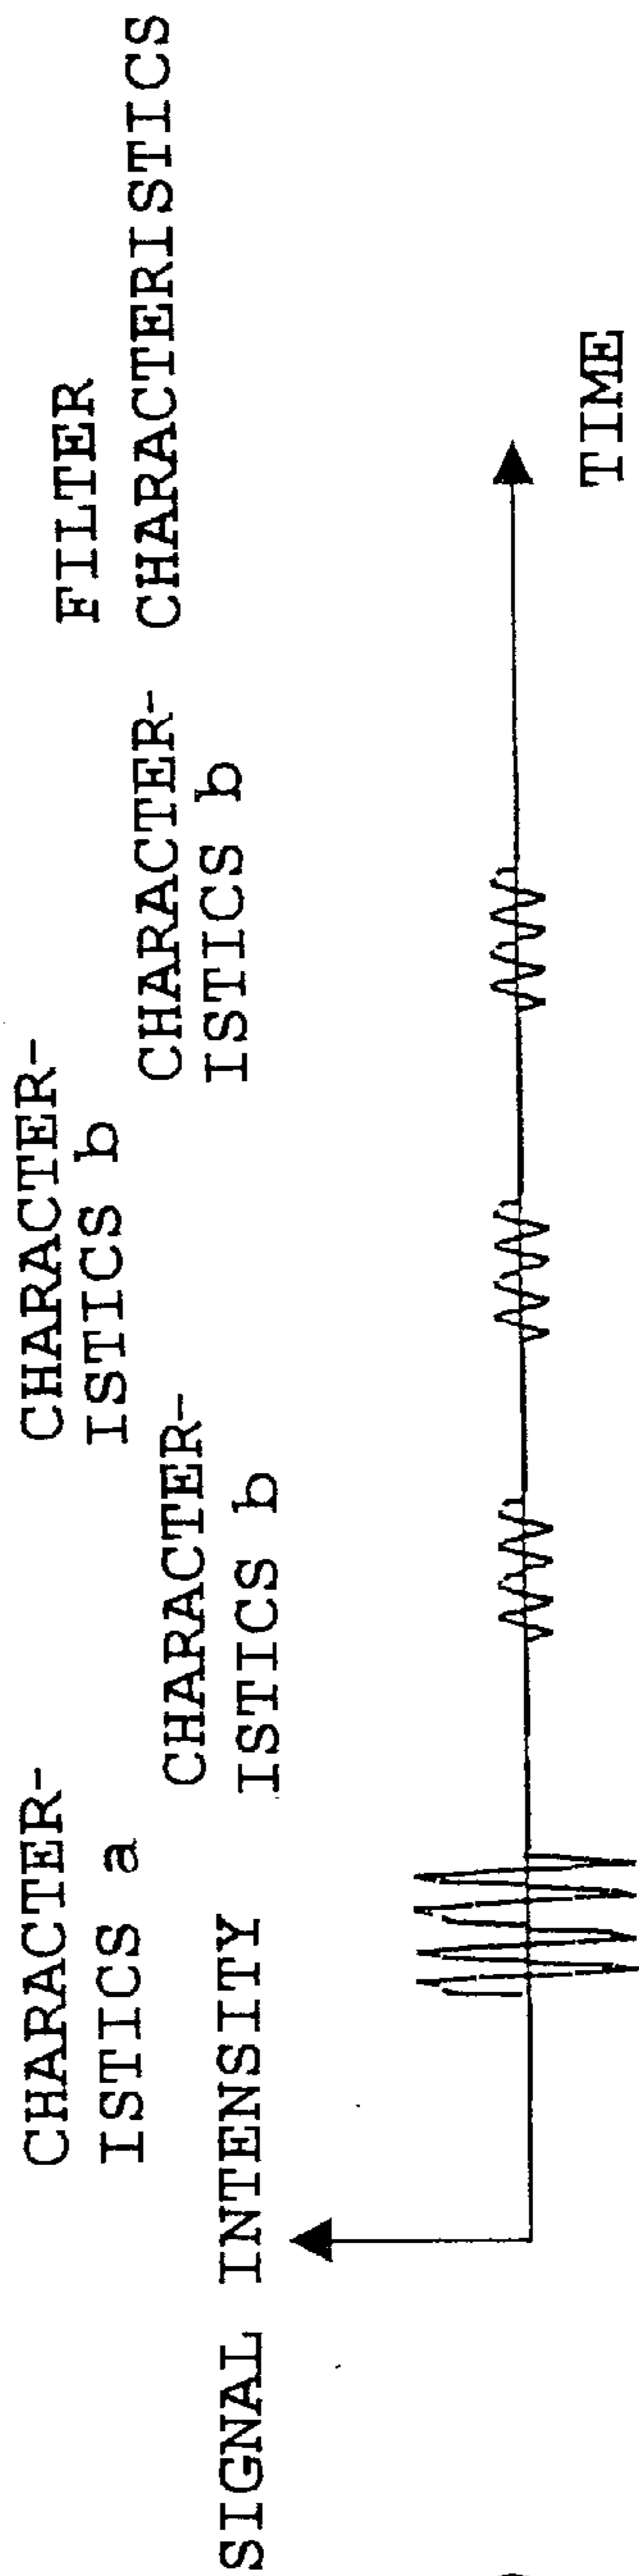 CHARACTER-
ISTICS a
CHARACTER-
ISTICS b
CHARACTER-
ISTICS b
CHARACTER-
ISTICS b
FILTER
CHARACTERISTICS
SIGNAL INTENSITY
TIME